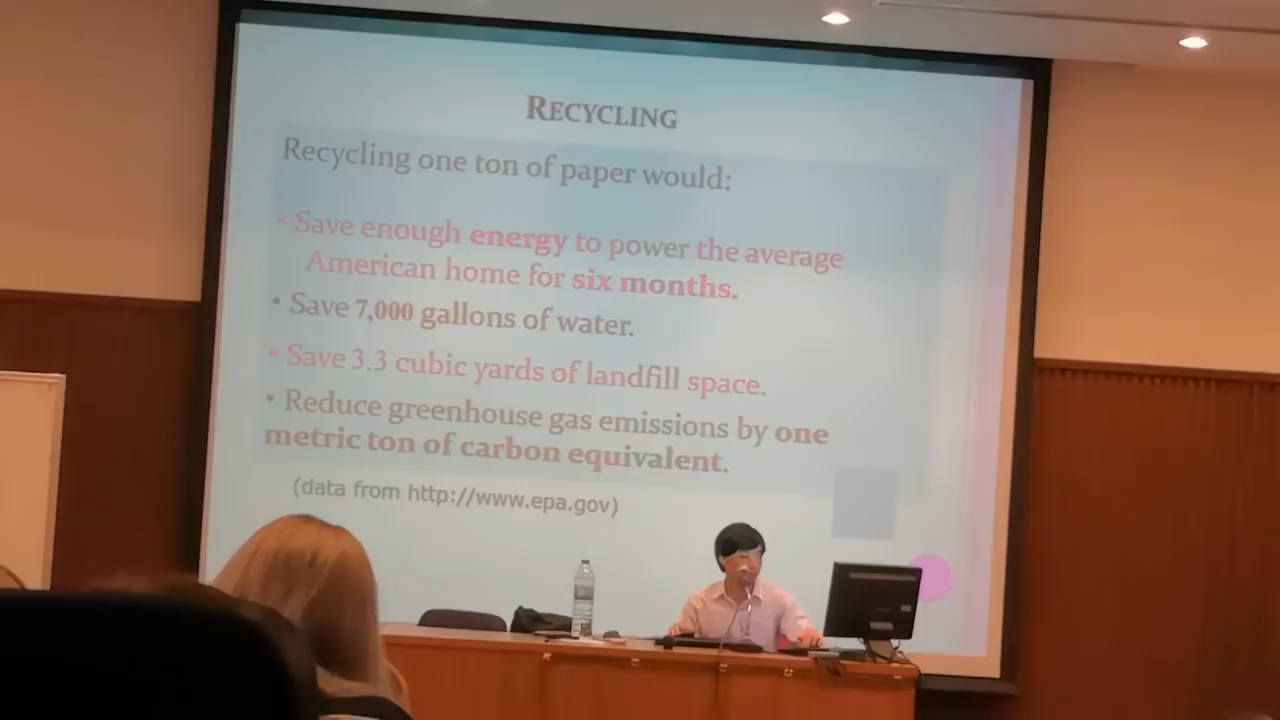 RECYCLING
Recycling one ton of paper would:
• Save enough energy to power the average
American home for six months.
• Save 7,000 gallons of water.
• Save 3.3 cubic yards of landfill space.
• Reduce greenhouse gas emissions by one
metric ton of carbon equivalent.
(data from http://www.epa.gov)